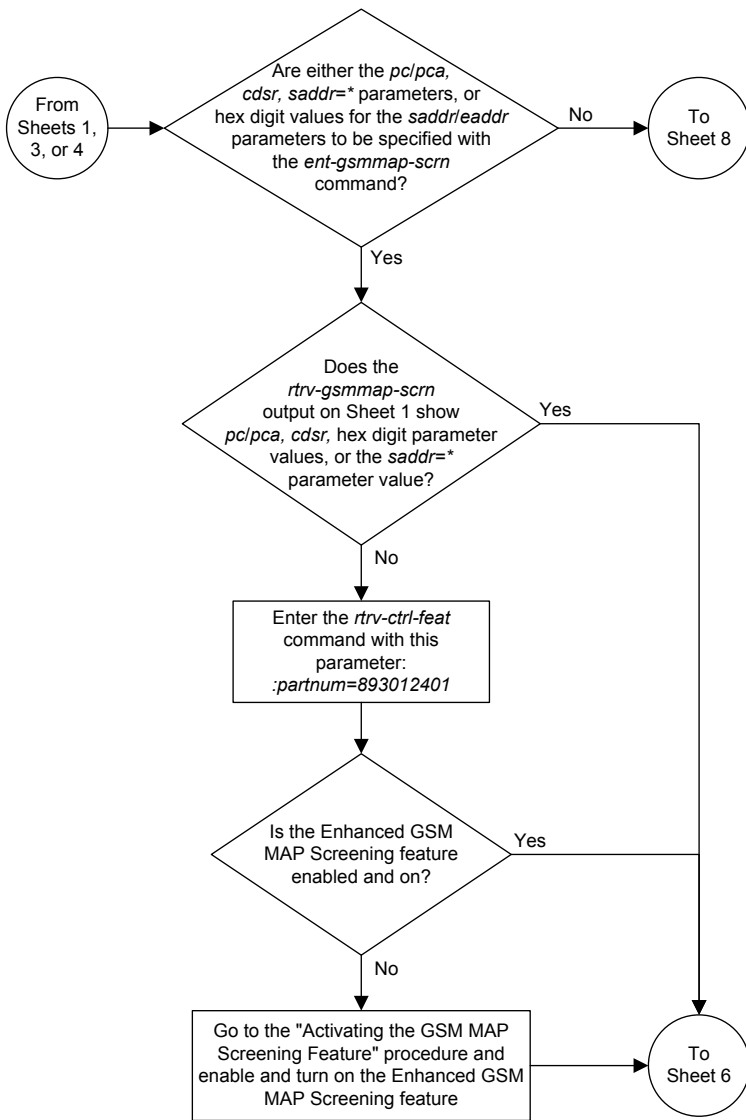 From
Sheets 1,
3, or 4
Are either the pc/pca,
cdsr, saddr=* parameters, or
hex digit values for the saddr/eaddr
parameters to be specified with
the ent-gsmmap-scrn
command?
No
To
Sheet 8
Yes
Does the
rtrv-gsmmap-scrn
output on Sheet 1 show
pc/pca, cdsr, hex digit parameter
values, or the saddr=*
parameter value?
Yes
No
Enter the rtrv-ctrl-feat
command with this
parameter:
:partnum=893012401
Is the Enhanced GSM
MAP Screening feature
enabled and on?
Yes
No
Go to the "Activating the GSM MAP
Screening Feature" procedure and
enable and turn on the Enhanced GSM
MAP Screening feature
To
Sheet 6